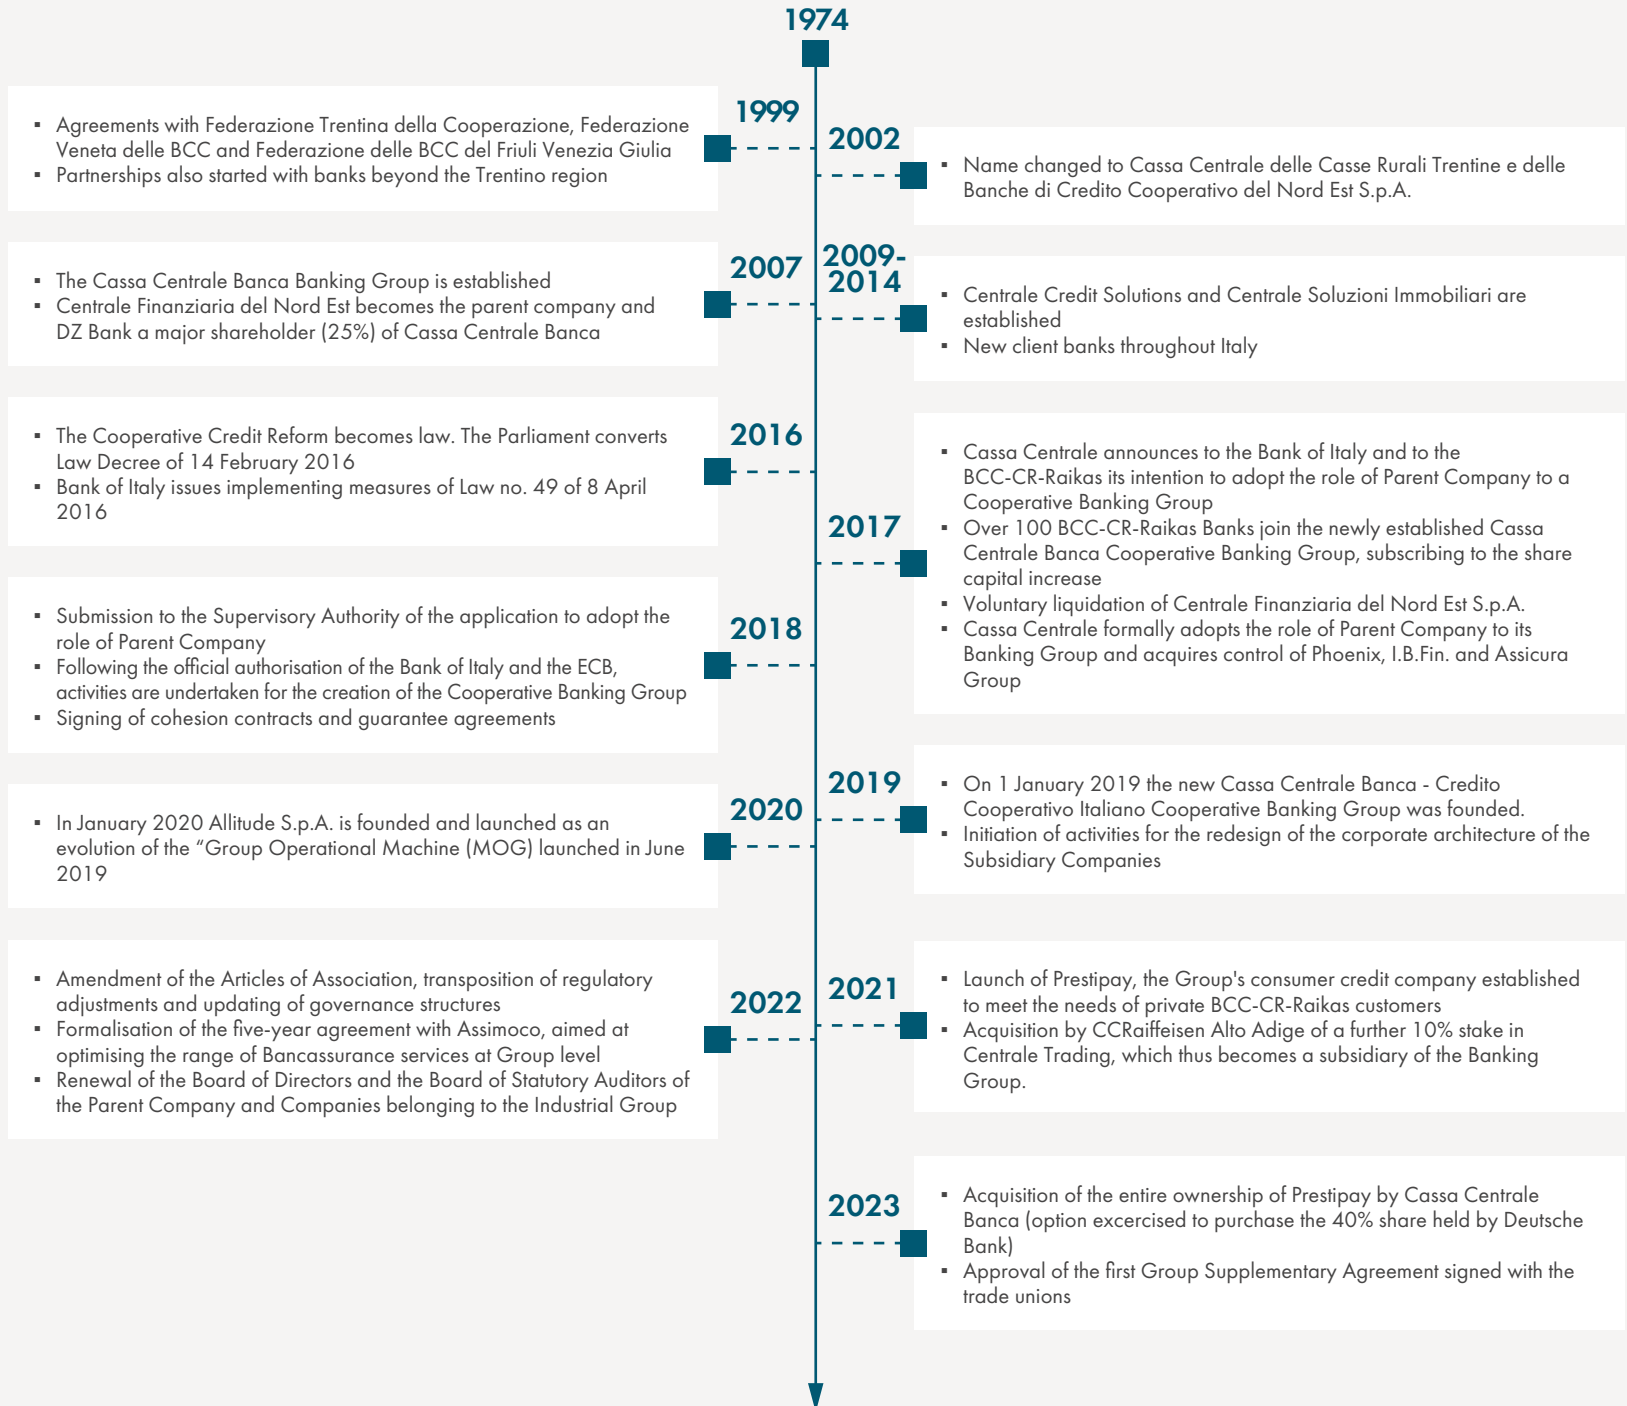 1974
1999
▪ Agreements with Federazione Trentina della Cooperazione, Federazione
Veneta delle BCC and Federazione delle BCC del Friuli Venezia Giulia
▪ Partnerships also started with banks beyond the Trentino region
2002
▪ Name changed to Cassa Centrale delle Casse Rurali Trentine e delle
Banche di Credito Cooperativo del Nord Est S.p.A.
2007
▪ The Cassa Centrale Banca Banking Group is established
▪ Centrale Finanziaria del Nord Est becomes the parent company and
DZ Bank a major shareholder (25%) of Cassa Centrale Banca
2009-
2014
▪ Centrale Credit Solutions and Centrale Soluzioni Immobiliari are
established
▪ New client banks throughout Italy
2016
▪ The Cooperative Credit Reform becomes law. The Parliament converts
Law Decree of 14 February 2016
▪ Bank of Italy issues implementing measures of Law no. 49 of 8 April
2016
2017
▪ Cassa Centrale announces to the Bank of Italy and to the
BCC-CR-Raikas its intention to adopt the role of Parent Company to a
Cooperative Banking Group
▪ Over 100 BCC-CR-Raikas Banks join the newly established Cassa
Centrale Banca Cooperative Banking Group, subscribing to the share
capital increase
▪ Voluntary liquidation of Centrale Finanziaria del Nord Est S.p.A.
▪ Cassa Centrale formally adopts the role of Parent Company to its
Banking Group and acquires control of Phoenix, I.B.Fin. and Assicura
Group
2018
▪ Submission to the Supervisory Authority of the application to adopt the
role of Parent Company
▪ Following the official authorisation of the Bank of Italy and the ECB,
activities are undertaken for the creation of the Cooperative Banking Group
▪ Signing of cohesion contracts and guarantee agreements
2019
▪ On 1 January 2019 the new Cassa Centrale Banca - Credito
Cooperativo Italiano Cooperative Banking Group was founded.
▪ Initiation of activities for the redesign of the corporate architecture of the
Subsidiary Companies
2020
▪ In January 2020 Allitude S.p.A. is founded and launched as an
evolution of the “Group Operational Machine (MOG) launched in June
2019
2021
▪ Launch of Prestipay, the Group's consumer credit company established
to meet the needs of private BCC-CR-Raikas customers
▪ Acquisition by CCRaiffeisen Alto Adige of a further 10% stake in
Centrale Trading, which thus becomes a subsidiary of the Banking
Group.
2022
▪ Amendment of the Articles of Association, transposition of regulatory
adjustments and updating of governance structures
▪ Formalisation of the five-year agreement with Assimoco, aimed at
optimising the range of Bancassurance services at Group level
▪ Renewal of the Board of Directors and the Board of Statutory Auditors of
the Parent Company and Companies belonging to the Industrial Group
2023
▪ Acquisition of the entire ownership of Prestipay by Cassa Centrale
Banca (option excercised to purchase the 40% share held by Deutsche
Bank)
▪ Approval of the first Group Supplementary Agreement signed with the
trade unions